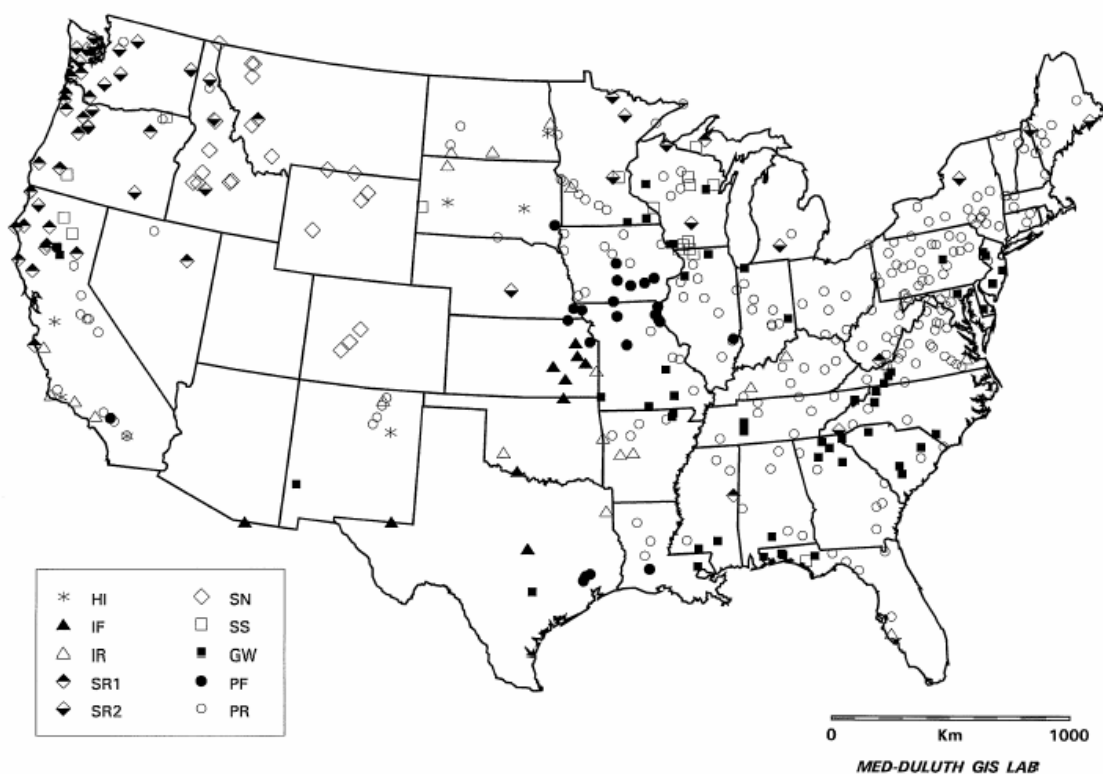 HI
IF
IR
SR1
SR2
SN
SS
GW
PF
PR
0 Km 1000
MED-DULUTH GIS LAB